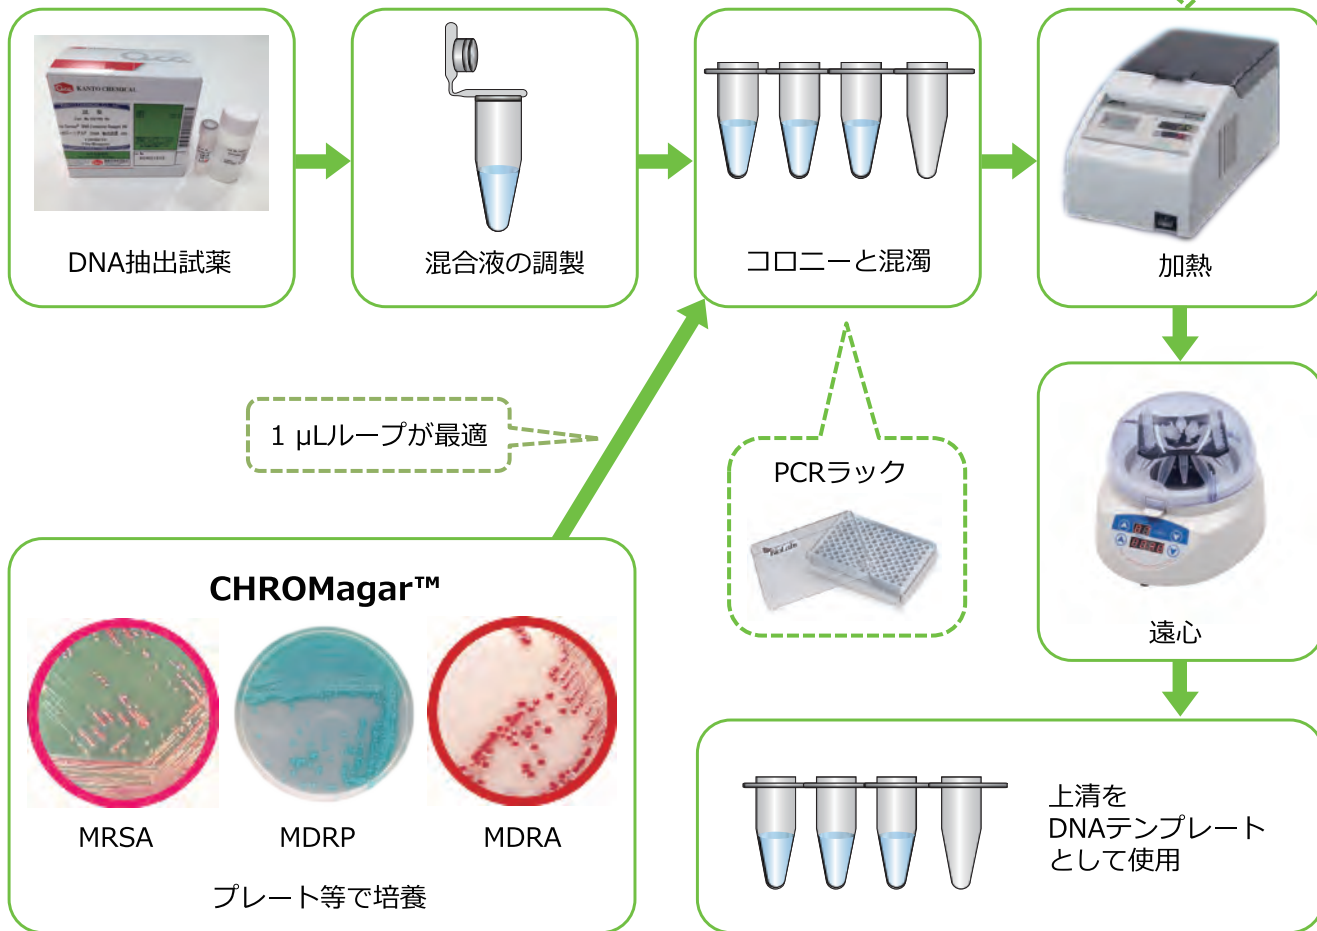 KANTO CHEMICAL
DNA抽出試薬
混合液の調製
コロニーと混濁
加熱
1 µLループが最適
PCRラック
遠心
CHROMagar™
MRSA
MDRP
MDRA
プレート等で培養
上清を
DNAテンプレート
として使用